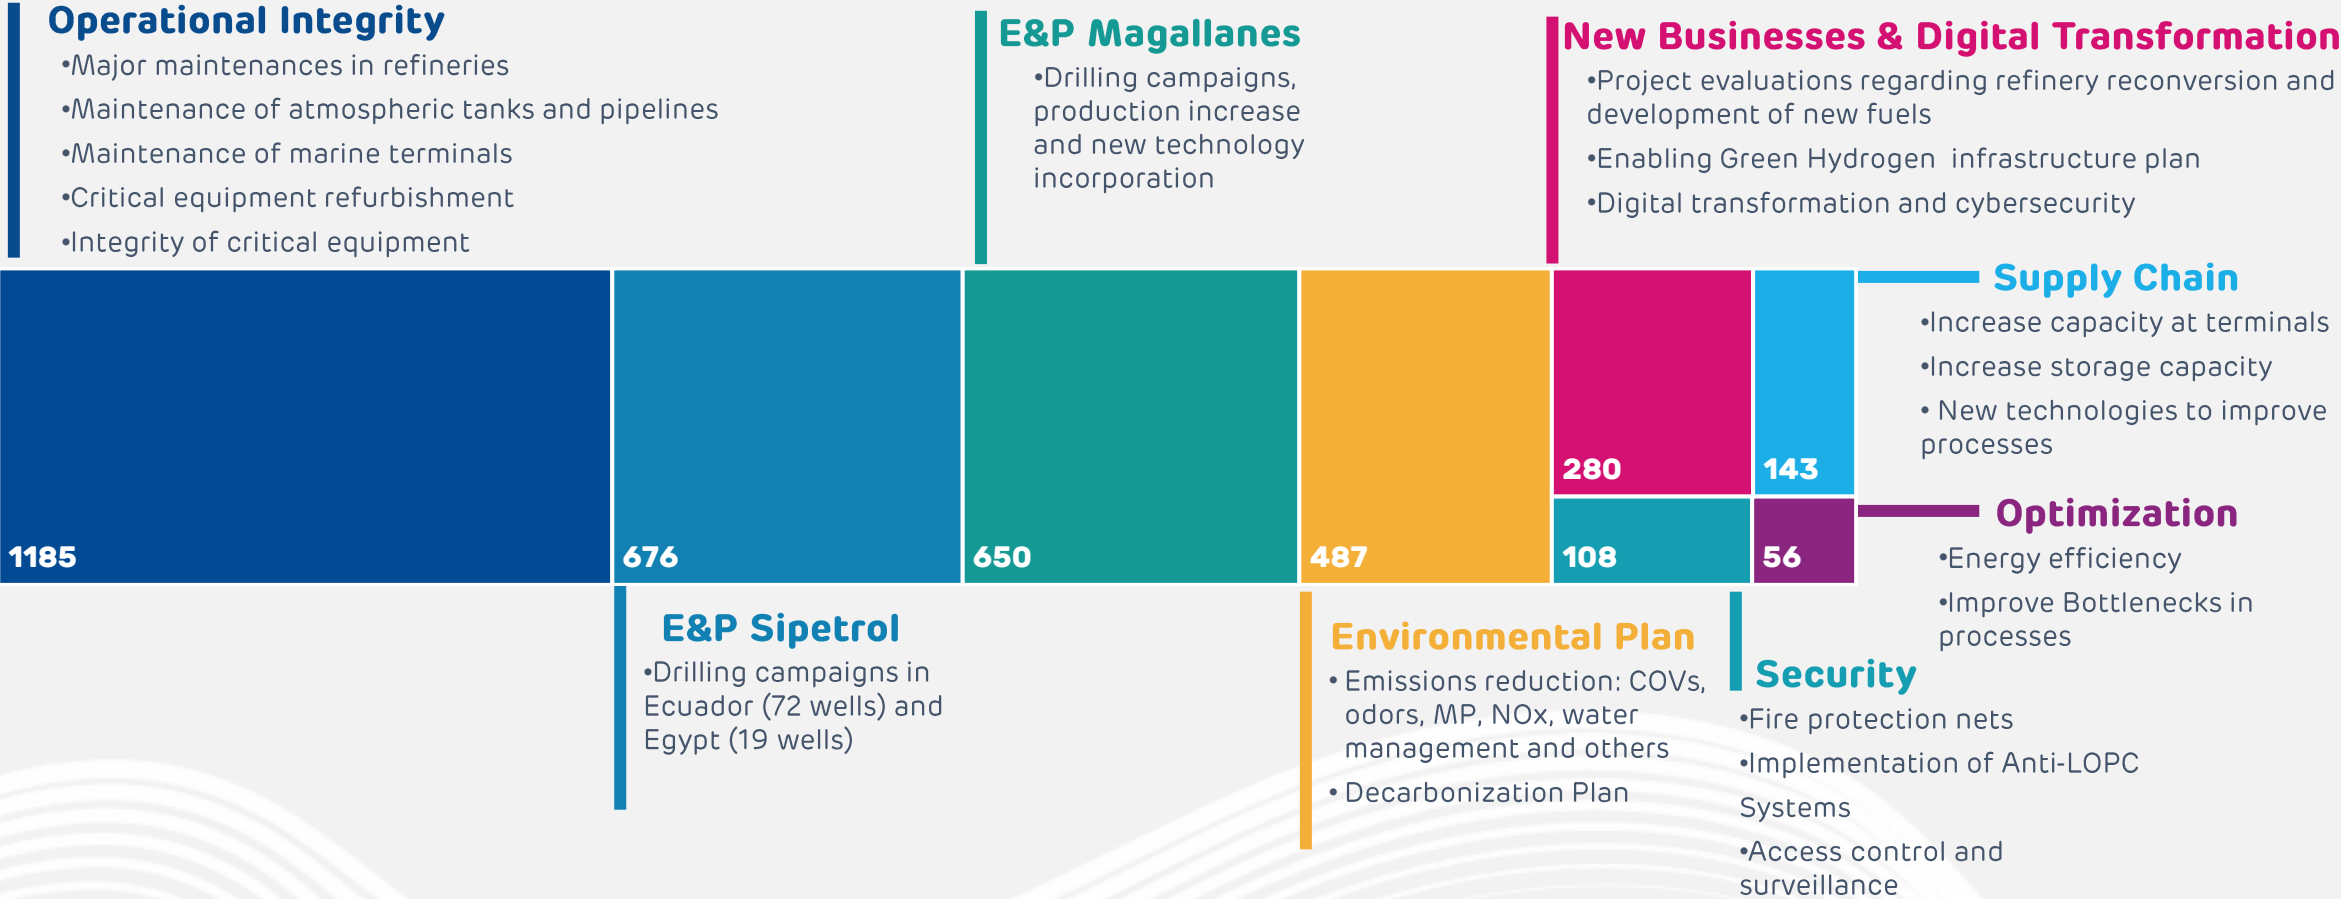 Operational Integrity
•Major maintenances in refineries
•Maintenance of atmospheric tanks and pipelines
•Maintenance of marine terminals
•Critical equipment refurbishment
•Integrity of critical equipment
E&P Magallanes
•Drilling campaigns,
production increase
and new technology
incorporation
New Businesses & Digital Transformation
•Project evaluations regarding refinery reconversion and
development of new fuels
•Enabling Green Hydrogen  infrastructure plan
•Digital transformation and cybersecurity
1185
676
650
487
280
143
108
56
Supply Chain
•Increase capacity at terminals
•Increase storage capacity
• New technologies to improve
processes
Optimization
•Energy efficiency
•Improve Bottlenecks in
processes
E&P Sipetrol
•Drilling campaigns in
Ecuador (72 wells) and
Egypt (19 wells)
Environmental Plan
• Emissions reduction: COVs,
odors, MP, NOx, water
management and others
• Decarbonization Plan
Security
•Fire protection nets
•Implementation of Anti-LOPC
Systems
•Access control and
surveillance